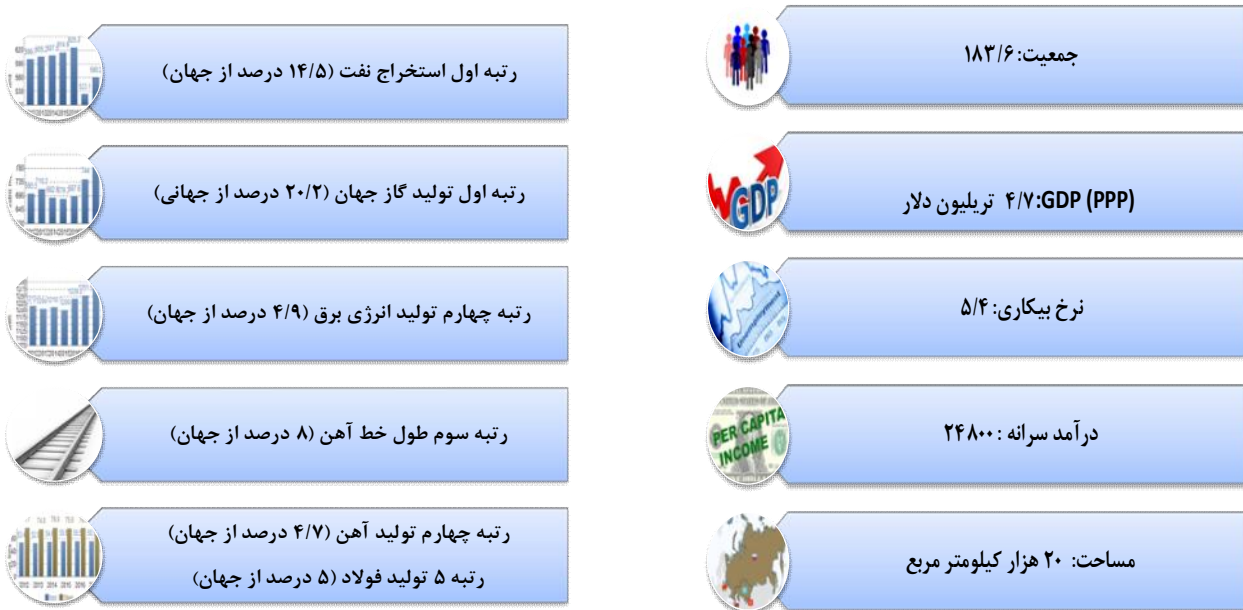 جمعیت: ۱۸۳/۶
GDP (PPP):۴/۷ تریلیون دلار
نرخ بیکاری: ۵/۴
درآمد سرانه : ۲۴۸۰۰
مساحت: ۲۰ هزار کیلومتر مربع
رتبه اول استخراج نفت (۱۴/۵ درصد از جهان)
رتبه اول تولید گاز جهان (۲۰/۲ درصد از جهانی)
رتبه چهارم تولید انرژی برق (۴/۹ درصد از جهان)
رتبه سوم طول خط آهن (۸ درصد از جهان)
رتبه چهارم تولید آهن (۴/۷ درصد از جهان)
رتبه ۵ تولید فولاد (۵ درصد از جهان)
GDP
PER CAPITA
INCOME